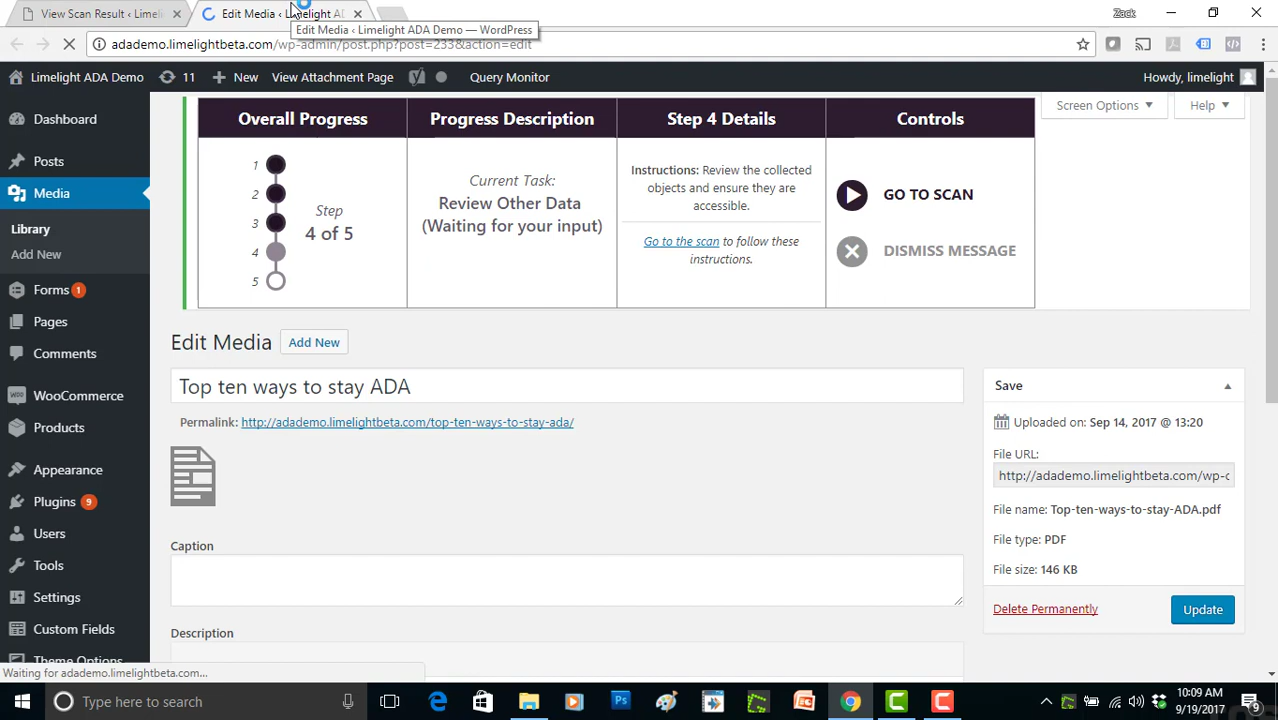 View Scan Result ‹ Limeli
Edit Media ‹ Limelight AD
Zack
Edit Media ‹ Limelight ADA Demo — WordPress
adademo.limelightbeta.com/wp-admin/post.php?post=233&action=edit
Limelight ADA Demo
11
New
View Attachment Page
Query Monitor
Howdy, limelight
Screen Options
Help
Overall Progress
Progress Description
Step 4 Details
Controls
1
2
3
4
5
Step
4 of 5
Current Task:
Review Other Data
(Waiting for your input)
Instructions: Review the collected
objects and ensure they are
accessible.
Go to the scan to follow these
instructions.
GO TO SCAN
DISMISS MESSAGE
Dashboard
Posts
Media
Library
Add New
Forms 1
Pages
Comments
WooCommerce
Products
Appearance
Plugins 9
Users
Tools
Settings
Custom Fields
Theme Options
Edit Media
Add New
Top ten ways to stay ADA
Permalink: http://adademo.limelightbeta.com/top-ten-ways-to-stay-ada/
Caption
Description
Save
Uploaded on: Sep 14, 2017 @ 13:20
File URL:
http://adademo.limelightbeta.com/wp-c
File name: Top-ten-ways-to-stay-ADA.pdf
File type: PDF
File size: 146 KB
Delete Permanently
Update
Waiting for adademo.limelightbeta.com...
Type here to search
10:09 AM
9/19/2017
9